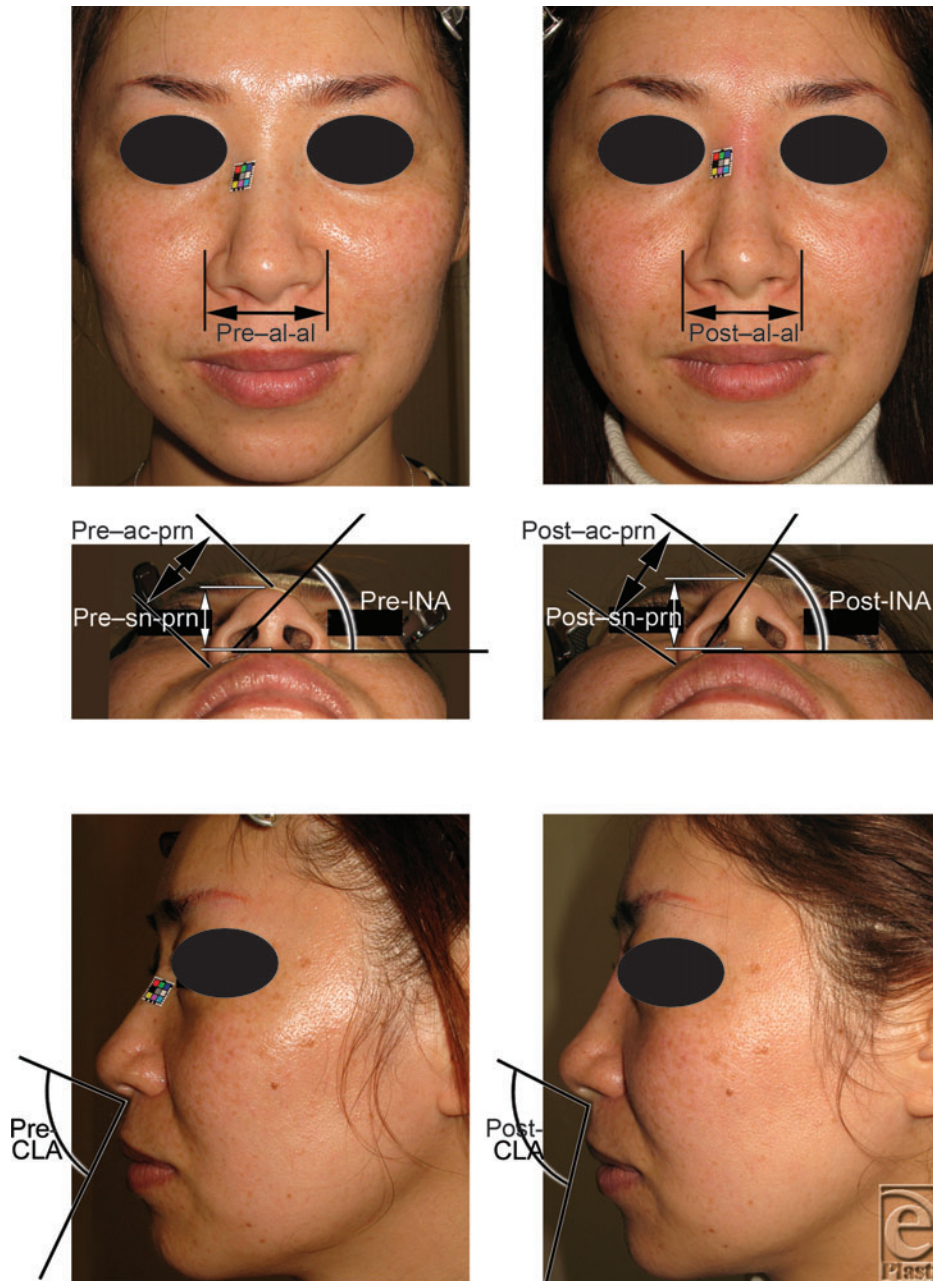 Pre–al-al
Post–al-al
Pre–ac-prn
Pre–sn-prn
Pre-INA
Post–ac-prn
Post–sn-prn
Post-INA
Pre-
CLA
Post-
CLA
e
Plast